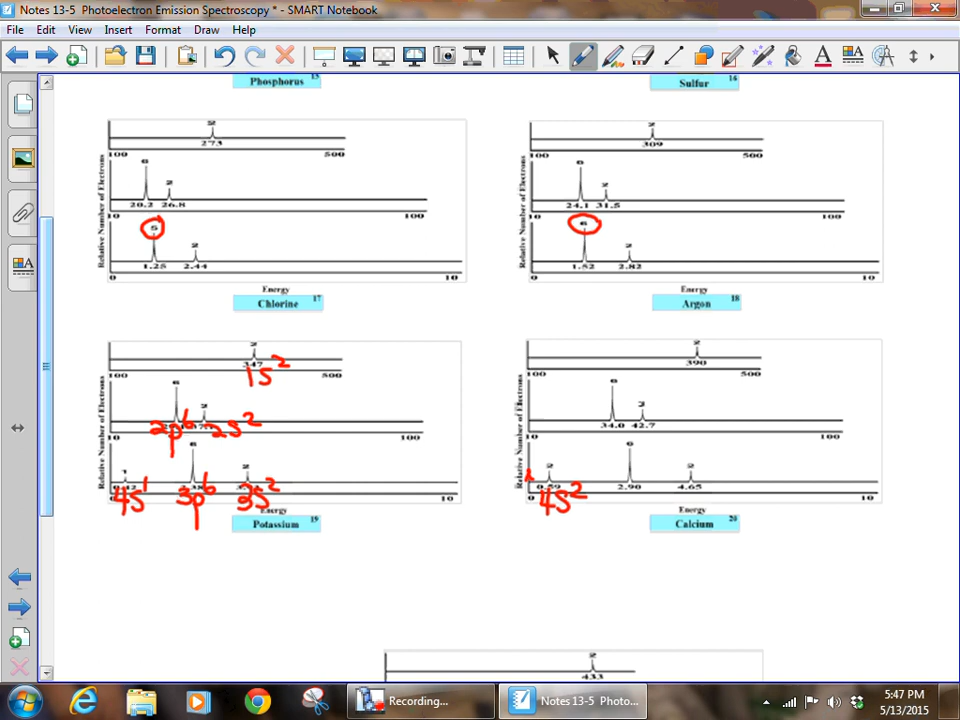 Notes 13-5 Photoelectron Emission Spectroscopy * - SMART Notebook
File Edit View Insert Format Draw Help
Phosphorus 15
Sulfur 16
2
273
100 500
6
2
20.2 26.8
10 100
5
2
1.25 2.44
0 10
Relative Number of Electrons
Energy
Chlorine 17
2
309
100 500
6
2
24.1 31.5
10 100
6
2
1.52 2.82
0 10
Relative Number of Electrons
Energy
Argon 18
2
347
1s²
100 500
6
2
2p⁶ 2s²
10 100
1
6
2
4s¹ 3p⁶ 3s²
0 10
Relative Number of Electrons
Energy
Potassium 19
2
390
100 500
6
2
34.0 42.7
10 100
2
6
2
0.59 2.90 4.65
4s²
0 10
Relative Number of Electrons
Energy
Calcium 20
2
433
Recording...
Notes 13-5 Photo...
5:47 PM
5/13/2015